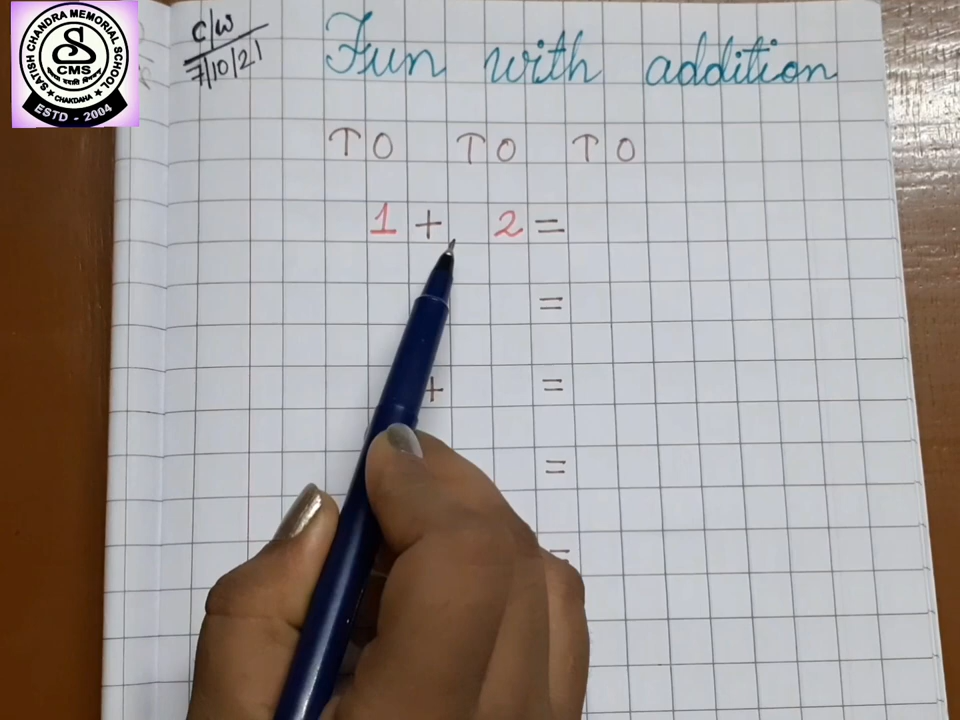 SATISH CHANDRA MEMORIAL SCHOOL
CMS
CHAKDAHA
ESTD - 2004
C/W
7/10/21
Fun with addition
T O T O T O
1 + 2 =
=
+ =
=
=